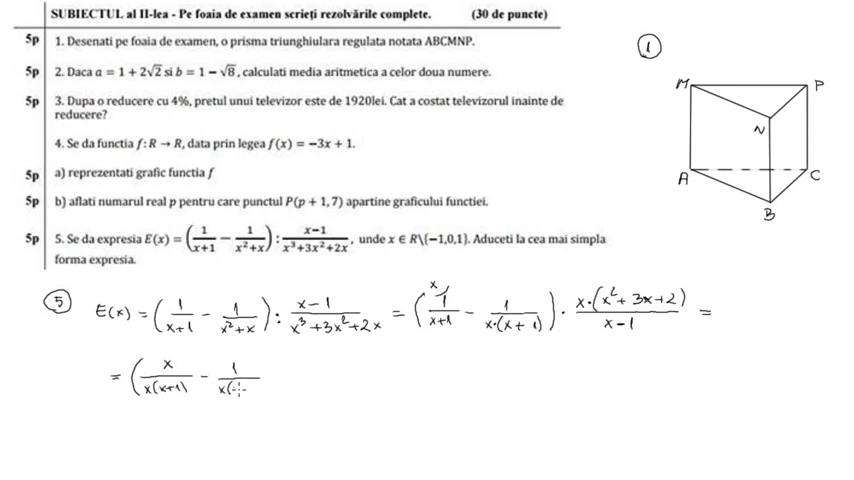 SUBIECTUL al II-lea - Pe foaia de examen scrieți rezolvările complete. (30 de puncte)
5p 1. Desenati pe foaia de examen, o prisma triunghiulara regulata notata ABCMNP.
5p 2. Daca a = 1 + 2√2 si b = 1 − √8, calculati media aritmetica a celor doua numere.
5p 3. Dupa o reducere cu 4%, pretul unui televizor este de 1920lei. Cat a costat televizorul inainte de
reducere?
4. Se da functia f: R → R, data prin legea f(x) = −3x + 1.
5p a) reprezentati grafic functia f
5p b) aflati numarul real p pentru care punctul P(p + 1, 7) apartine graficului functiei.
5p 5. Se da expresia E(x) = (1/(x+1) − 1/(x²+x)) : (x−1)/(x³+3x²+2x), unde x ∈ R\{−1,0,1}. Aduceti la cea mai simpla
forma expresia.
1
M P
N
A C
B
5 E(x) = (1/(x+1) − 1/(x²+x)) : (x−1)/(x³+3x²+2x) = (ˣ⁾1/(x+1) − 1/(x·(x+1))) · (x·(x²+3x+2))/(x−1) =
= (x/(x(x+1) − 1/(x(